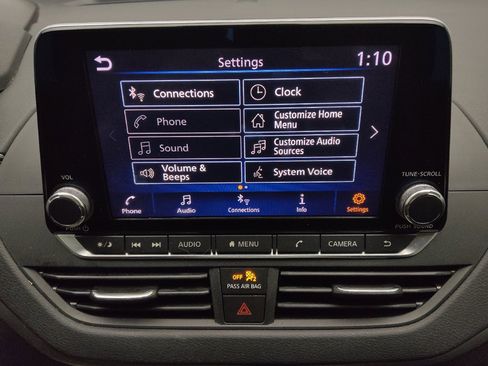 Settings
1:10
Connections
Clock
Phone
Customize Home
Menu
Sound
Customize Audio
Sources
Volume &
Beeps
System Voice
VOL
TUNE·SCROLL
Phone
Audio
Connections
Info
Settings
PUSH
PUSH SOUND
AUDIO
MENU
CAMERA
OFF
PASS AIR BAG